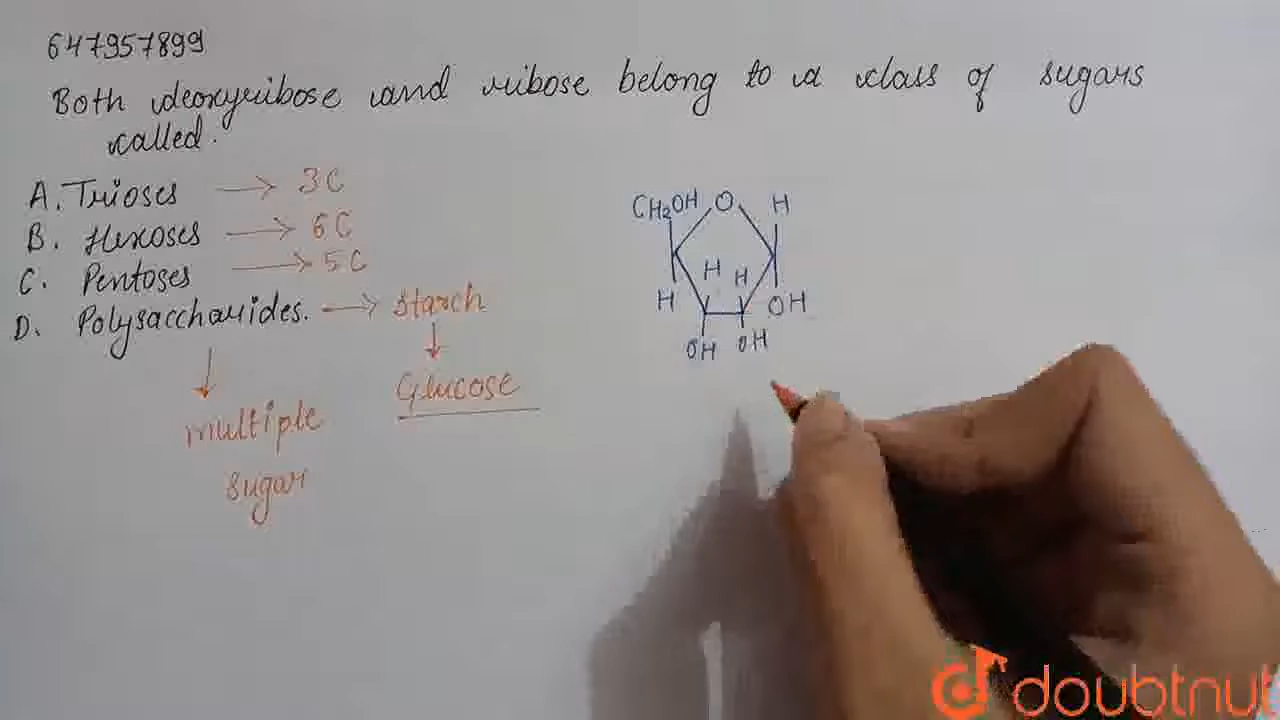 647957899
Both deoxyribose and ribose belong to a class of sugars
called.
A. Trioses → 3C
B. Hexoses → 6C
C. Pentoses → 5C
D. Polysaccharides. → starch
↓ ↓
multiple Glucose
sugar
CH₂OH O H
H H
H OH
OH OH
doubtnut